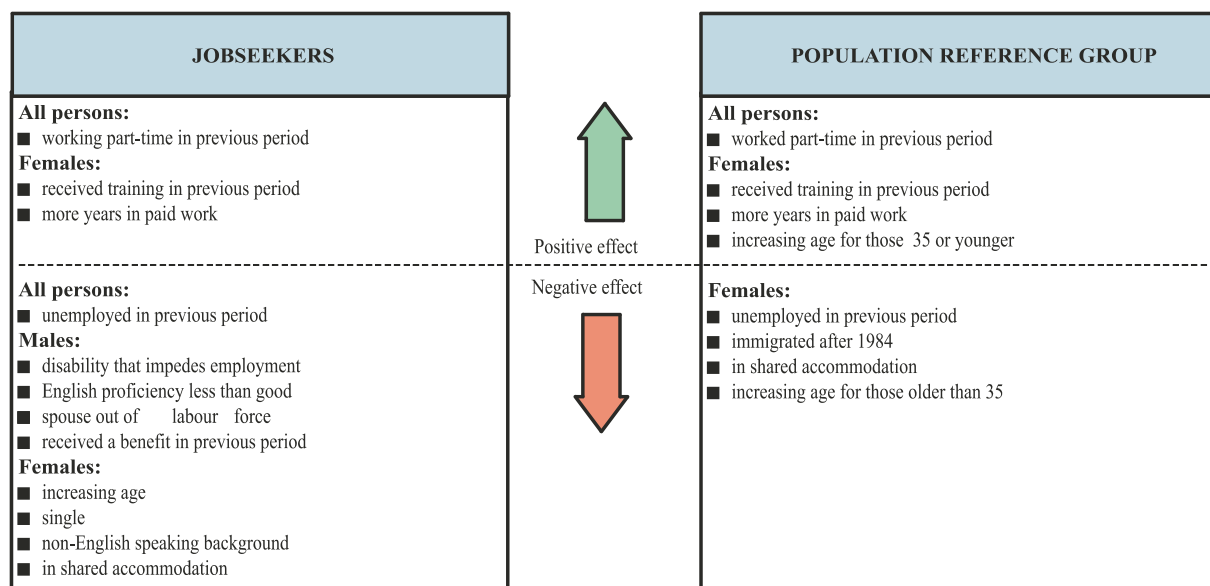 JOBSEEKERS
All persons:
■ working part-time in previous period
Females:
■ received training in previous period
■ more years in paid work
All persons:
■ unemployed in previous period
Males:
■ disability that impedes employment
■ English proficiency less than good
■ spouse out of labour force
■ received a benefit in previous period
Females:
■ increasing age
■ single
■ non-English speaking background
■ in shared accommodation
Positive effect
Negative effect
POPULATION REFERENCE GROUP
All persons:
■ worked part-time in previous period
Females:
■ received training in previous period
■ more years in paid work
■ increasing age for those 35 or younger
Females:
■ unemployed in previous period
■ immigrated after 1984
■ in shared accommodation
■ increasing age for those older than 35